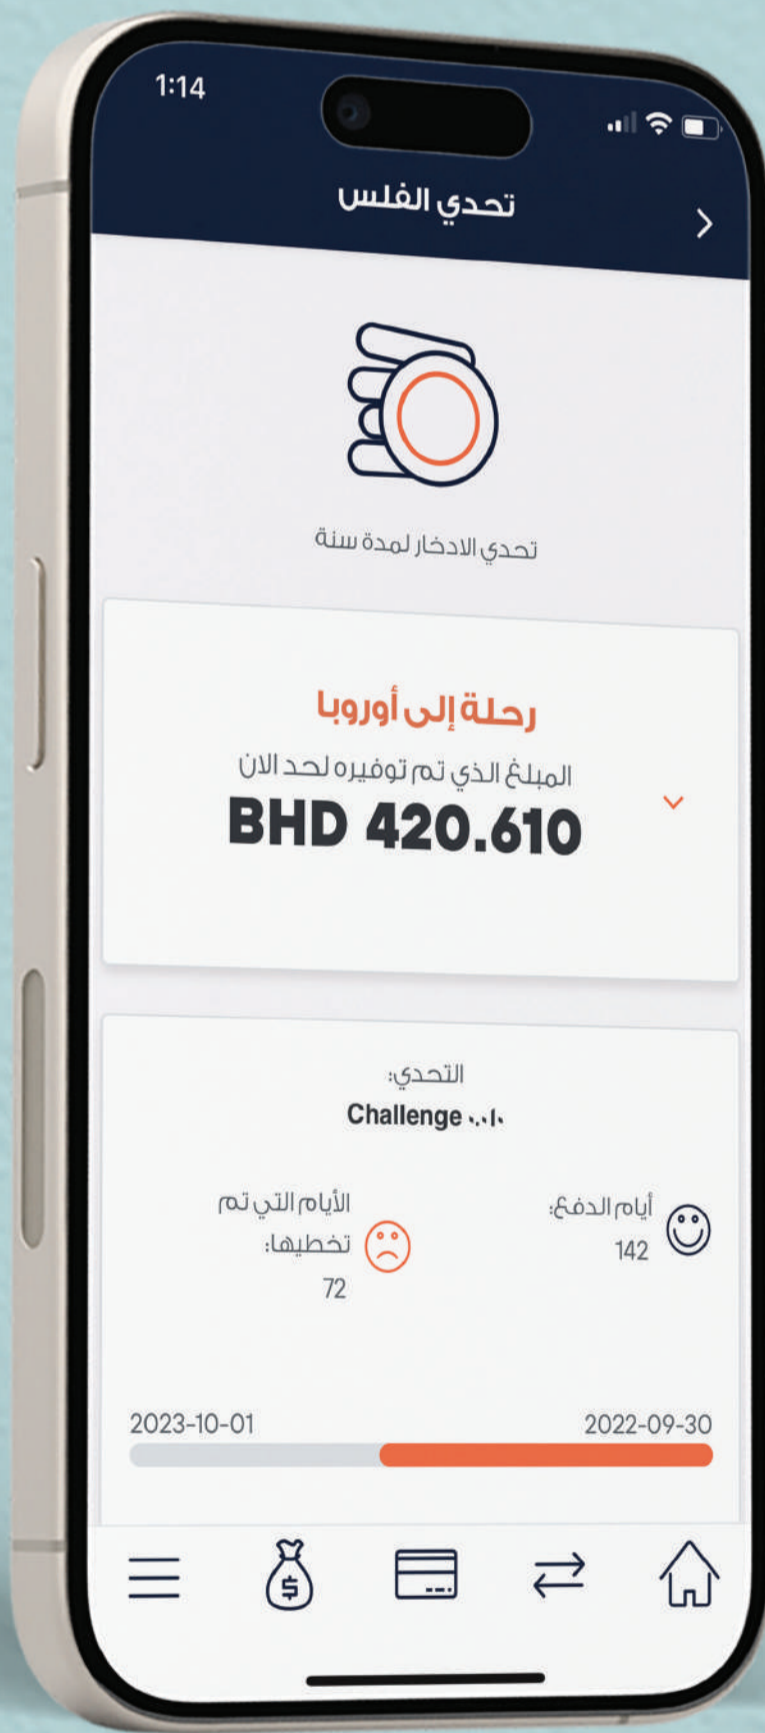 1:14
تحدي الفلس
تحدي الادخار لمدة سنة
رحلة إلى أوروبا
المبلغ الذي تم توفيره لحد الان
BHD 420.610
التحدي:
Challenge ٠.٠١٠
أيام الدفع:
142
الأيام التي تم
تخطيها:
72
2022-09-30
2023-10-01